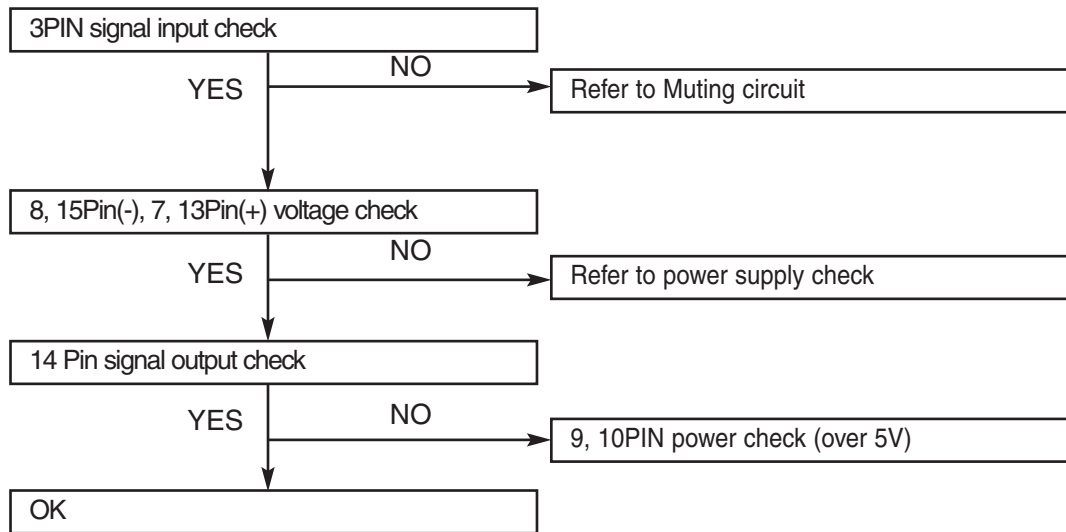 3PIN signal input check
NO
YES
Refer to Muting circuit
8, 15Pin(-), 7, 13Pin(+) voltage check
NO
YES
Refer to power supply check
14 Pin signal output check
YES
NO
9, 10PIN power check (over 5V)
OK